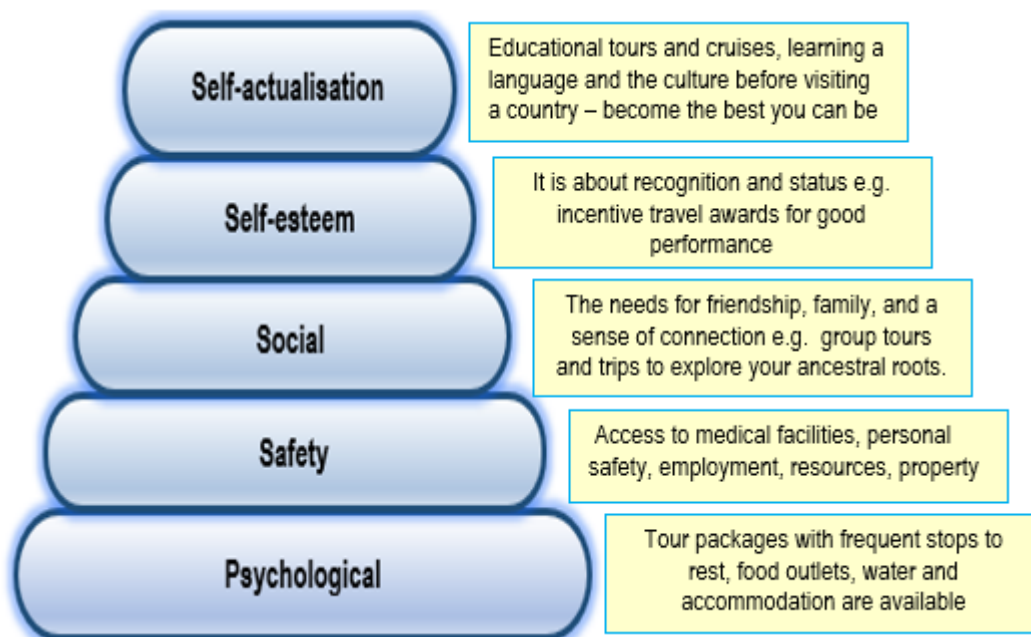 Self-actualisation
Educational tours and cruises, learning a
language and the culture before visiting
a country – become the best you can be
Self-esteem
It is about recognition and status e.g.
incentive travel awards for good
performance
Social
The needs for friendship, family, and a
sense of connection e.g. group tours
and trips to explore your ancestral roots.
Safety
Access to medical facilities, personal
safety, employment, resources, property
Psychological
Tour packages with frequent stops to
rest, food outlets, water and
accommodation are available